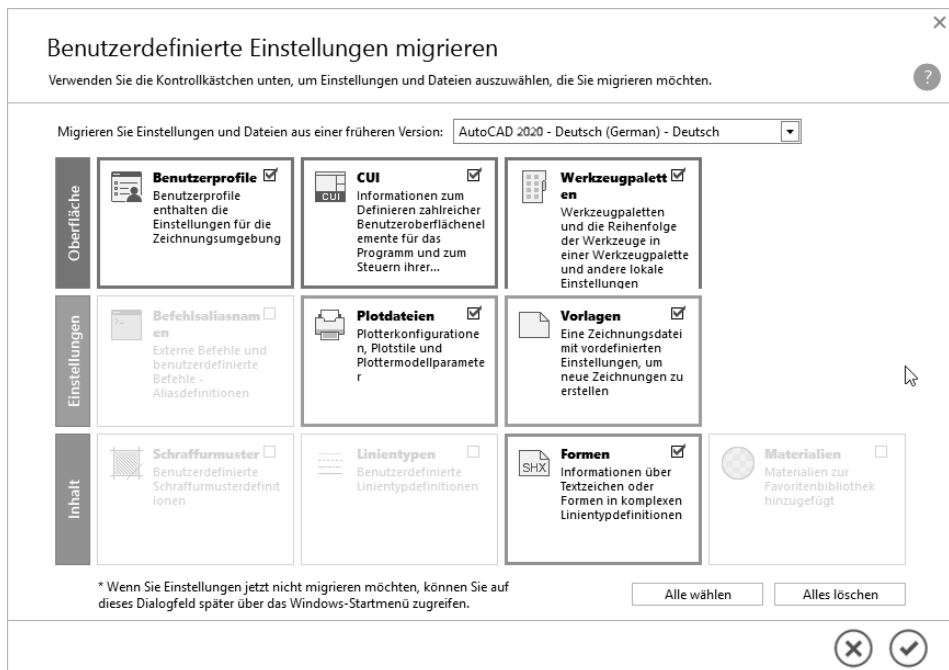 Benutzerdefinierte Einstellungen migrieren
Verwenden Sie die Kontrollkästchen unten, um Einstellungen und Dateien auszuwählen, die Sie migrieren möchten.
?
Migrieren Sie Einstellungen und Dateien aus einer früheren Version:
AutoCAD 2020 - Deutsch (German) - Deutsch
Oberfläche
Benutzerprofile
Benutzerprofile
enthalten die
Einstellungen für die
Zeichnungsumgebung
CUI
CUI
Informationen zum
Definieren zahlreicher
Benutzeroberflächenel
emente für das
Programm und zum
Steuern ihrer...
Werkzeugpalett
en
Werkzeugpaletten
und die Reihenfolge
der Werkzeuge in
einer Werkzeugpalette
und andere lokale
Einstellungen
Einstellungen
Befehlsaliasnam
en
Externe Befehle und
benutzerdefinierte
Befehle -
Aliasdefinitionen
Plotdateien
Plotterkonfiguratione
n, Plotstile und
Plottermodellparamete
r
Vorlagen
Eine Zeichnungsdatei
mit vordefinierten
Einstellungen, um
neue Zeichnungen zu
erstellen
Inhalt
Schraffurmuster
Benutzerdefinierte
Schraffurmusterdefinit
ionen
Linientypen
Benutzerdefinierte
Linientypdefinitionen
SHX
Formen
Informationen über
Textzeichen oder
Formen in komplexen
Linientypdefinitionen
Materialien
Materialien zur
Favoritenbibliothek
hinzugefügt
* Wenn Sie Einstellungen jetzt nicht migrieren möchten, können Sie auf
dieses Dialogfeld später über das Windows-Startmenü zugreifen.
Alle wählen
Alles löschen